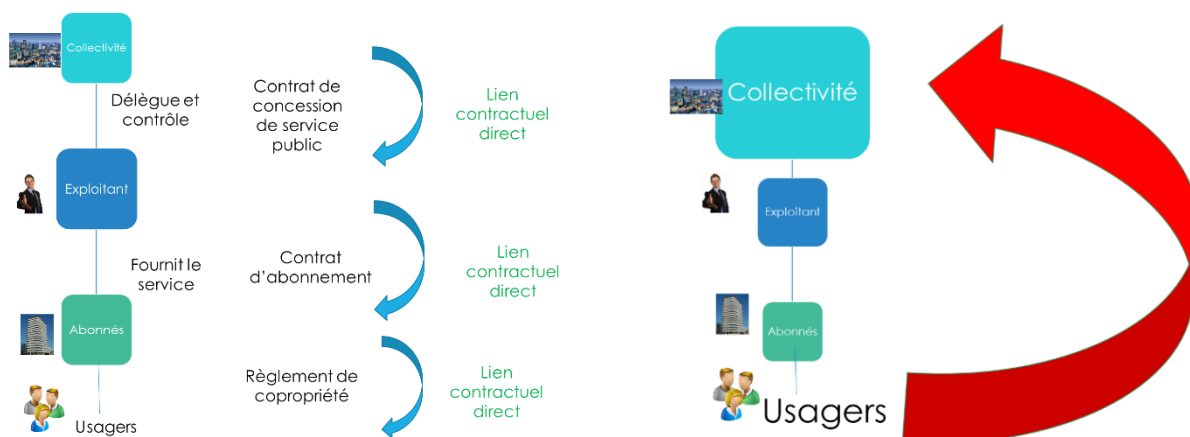 Collectivité
Délègue et
contrôle
Contrat de
concession
de service
public
Lien
contractuel
direct
Exploitant
Fournit le
service
Contrat
d'abonnement
Lien
contractuel
direct
Abonnés
Règlement de
copropriété
Lien
contractuel
direct
Usagers
Collectivité
Exploitant
Abonnés
Usagers